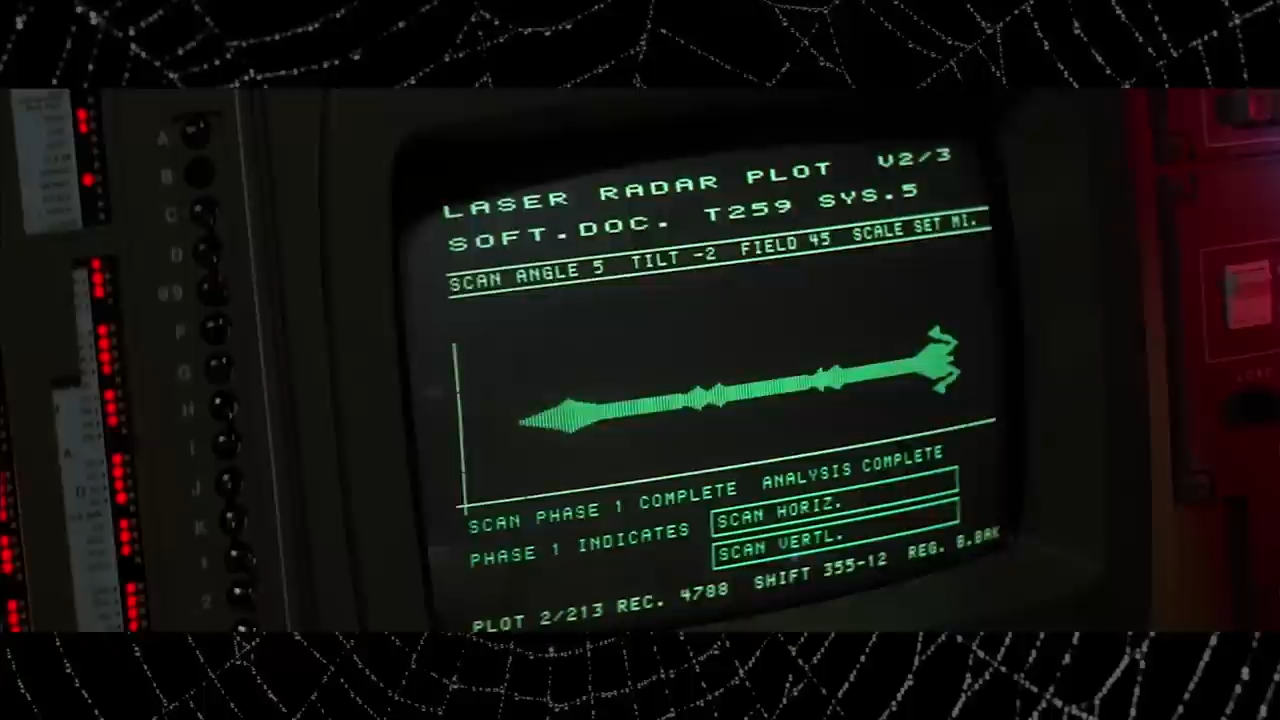 LASER RADAR PLOT V2/3
SOFT.DOC. T259 SYS.5
SCAN ANGLE 5 TILT -2 FIELD 45 SCALE SET MI.
SCAN PHASE 1 COMPLETE ANALYSIS COMPLETE
PHASE 1 INDICATES
SCAN HORIZ.
SCAN VERTL.
PLOT 2/213 REC. 4788 SHIFT 355-12 REG.
A
B
C
D
F
G
H
I
J
K
1
2